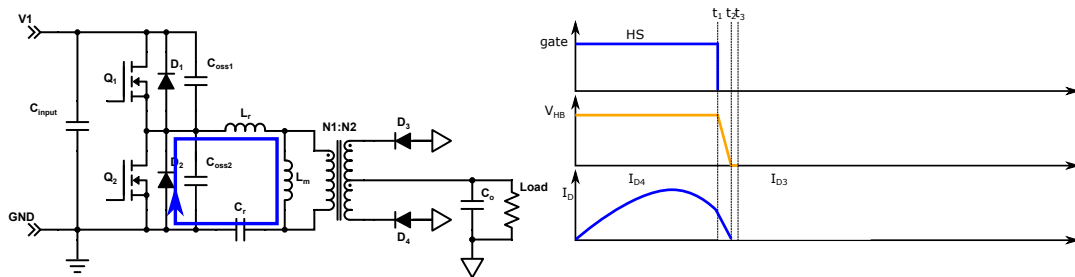 V1
Q1
D1
Coss1
Cinput
Lr
N1:N2
D3
Q2
D2
Coss2
Lm
Co
Load
Cr
GND
D4
t1 t2 t3
gate
HS
VHB
ID
ID4
ID3